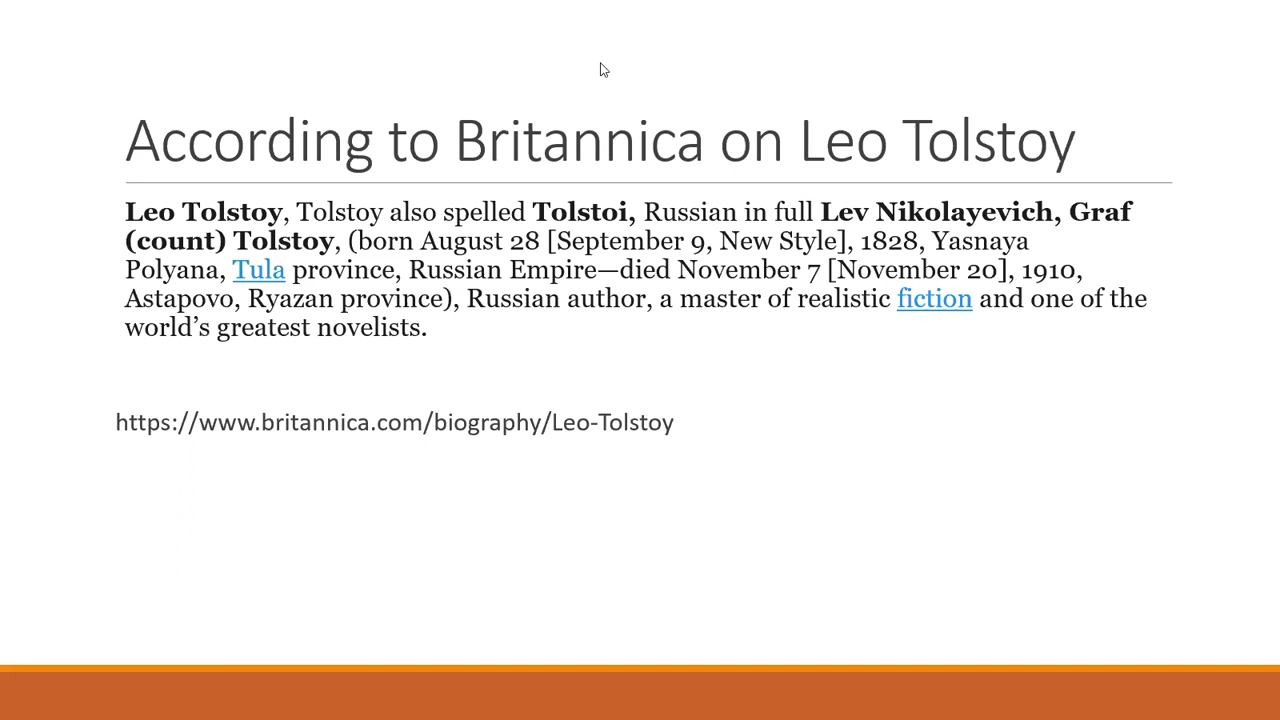 According to Britannica on Leo Tolstoy
Leo Tolstoy, Tolstoy also spelled Tolstoi, Russian in full Lev Nikolayevich, Graf
(count) Tolstoy, (born August 28 [September 9, New Style], 1828, Yasnaya
Polyana, Tula province, Russian Empire—died November 7 [November 20], 1910,
Astapovo, Ryazan province), Russian author, a master of realistic fiction and one of the
world’s greatest novelists.
https://www.britannica.com/biography/Leo-Tolstoy